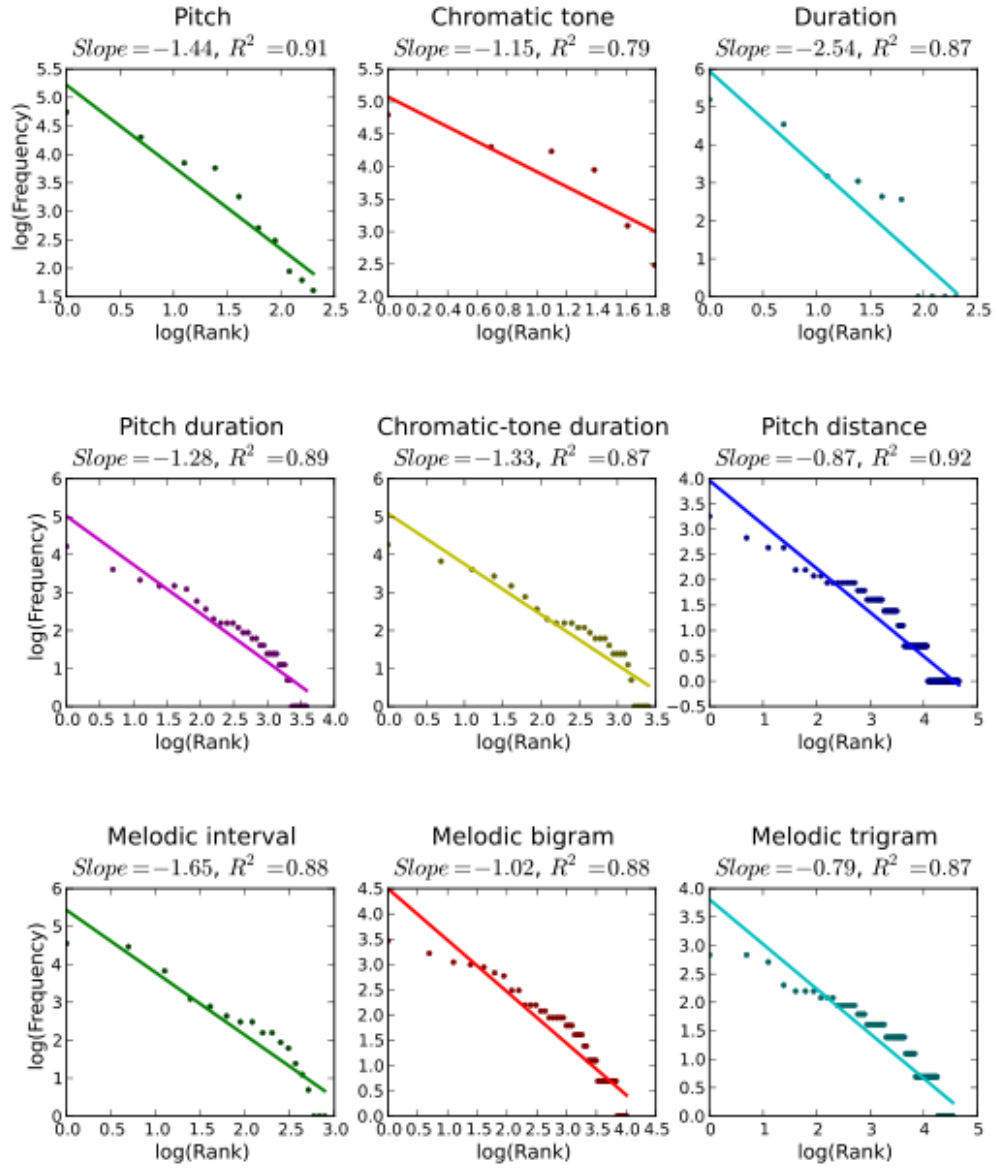 Pitch
Slope = −1.44, R² = 0.91
5.5
5.0
4.5
4.0
3.5
3.0
2.5
2.0
1.5
log(Frequency)
0.0 0.5 1.0 1.5 2.0 2.5
log(Rank)
Chromatic tone
Slope = −1.15, R² = 0.79
5.5
5.0
4.5
4.0
3.5
3.0
2.5
2.0
0.0 0.2 0.4 0.6 0.8 1.0 1.2 1.4 1.6 1.8
log(Rank)
Duration
Slope = −2.54, R² = 0.87
6
5
4
3
2
1
0
0.0 0.5 1.0 1.5 2.0 2.5
log(Rank)
Pitch duration
Slope = −1.28, R² = 0.89
6
5
4
3
2
1
0
log(Frequency)
0.0 0.5 1.0 1.5 2.0 2.5 3.0 3.5 4.0
log(Rank)
Chromatic-tone duration
Slope = −1.33, R² = 0.87
6
5
4
3
2
1
0
0.0 0.5 1.0 1.5 2.0 2.5 3.0 3.5
log(Rank)
Pitch distance
Slope = −0.87, R² = 0.92
4.0
3.5
3.0
2.5
2.0
1.5
1.0
0.5
0.0
−0.5
0 1 2 3 4 5
log(Rank)
Melodic interval
Slope = −1.65, R² = 0.88
6
5
4
3
2
1
0
log(Frequency)
0.0 0.5 1.0 1.5 2.0 2.5 3.0
log(Rank)
Melodic bigram
Slope = −1.02, R² = 0.88
4.5
4.0
3.5
3.0
2.5
2.0
1.5
1.0
0.5
0.0
0.0 0.5 1.0 1.5 2.0 2.5 3.0 3.5 4.0 4.5
log(Rank)
Melodic trigram
Slope = −0.79, R² = 0.87
4.0
3.5
3.0
2.5
2.0
1.5
1.0
0.5
0.0
0 1 2 3 4 5
log(Rank)